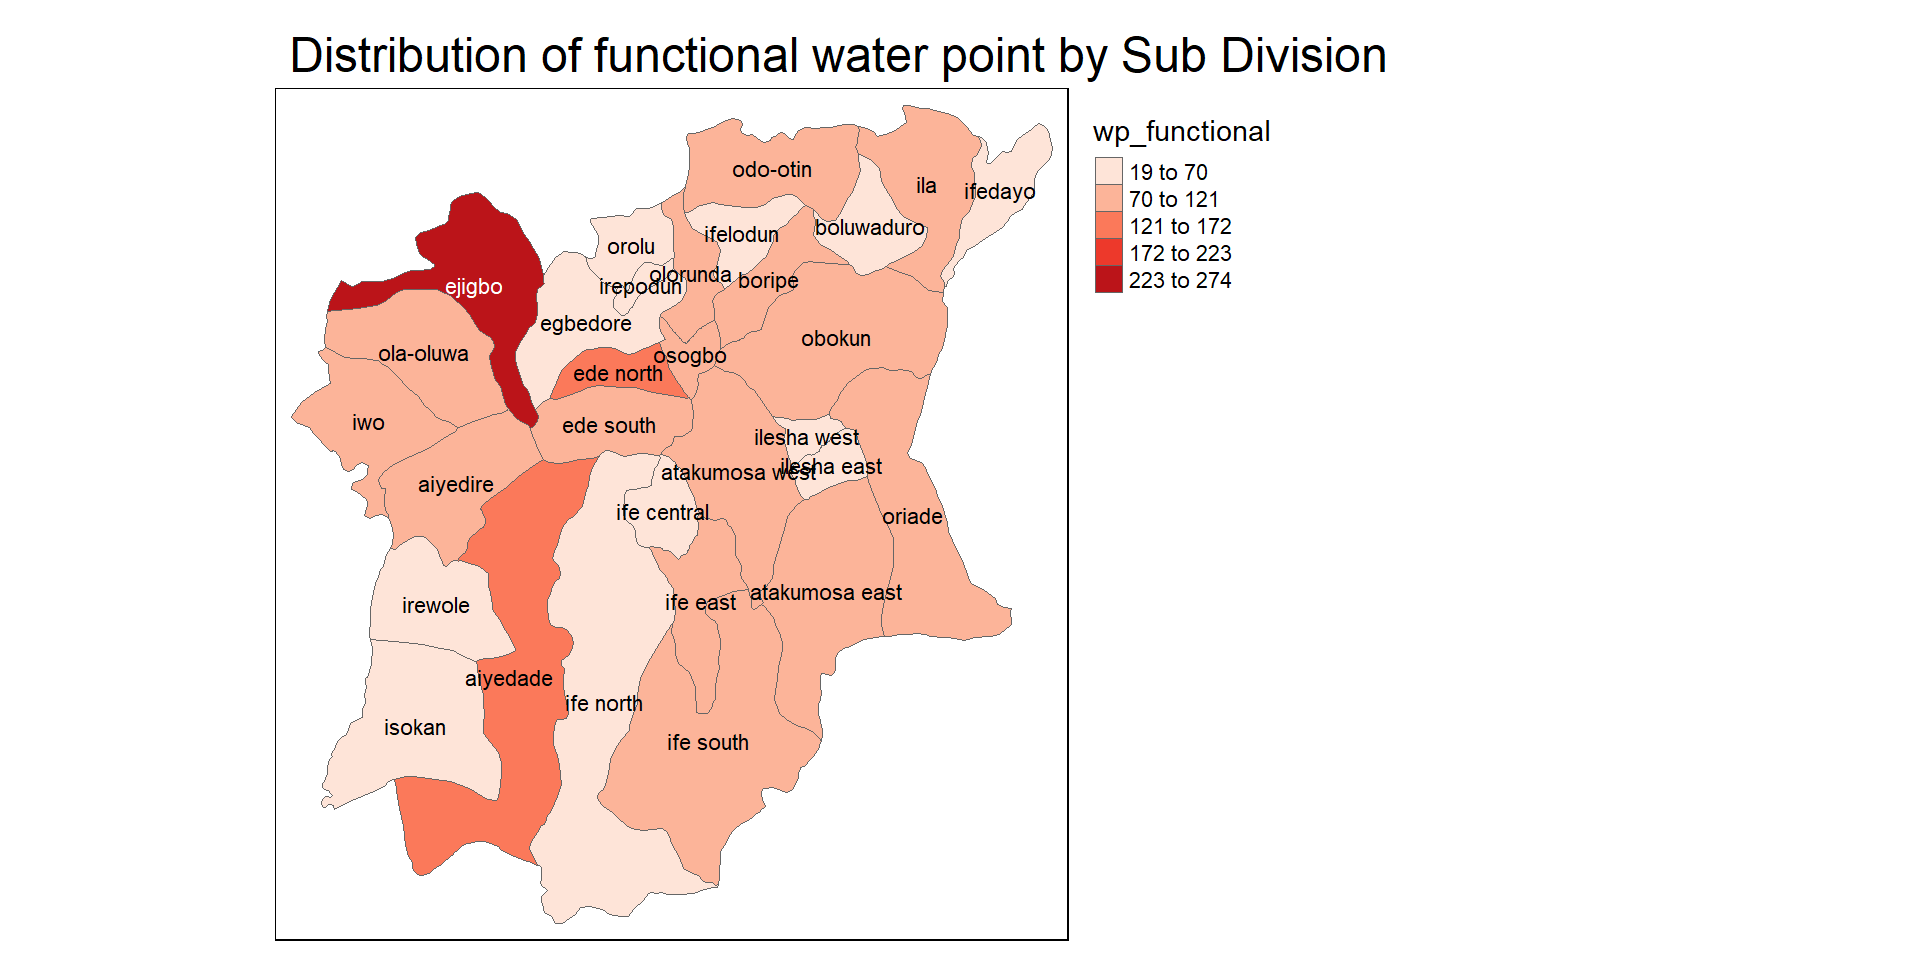 Distribution of functional water point by Sub Division
wp_functional
19 to 70
70 to 121
121 to 172
172 to 223
223 to 274
odo-otin
ila
ifedayo
boluwaduro
ifelodun
orolu
olorunda
boripe
irepodun
ejigbo
egbedore
obokun
ola-oluwa
osogbo
ede north
iwo
ede south
ilesha west
ilesha east
atakumosa west
aiyedire
ife central
oriade
atakumosa east
ife east
irewole
aiyedade
ife north
isokan
ife south